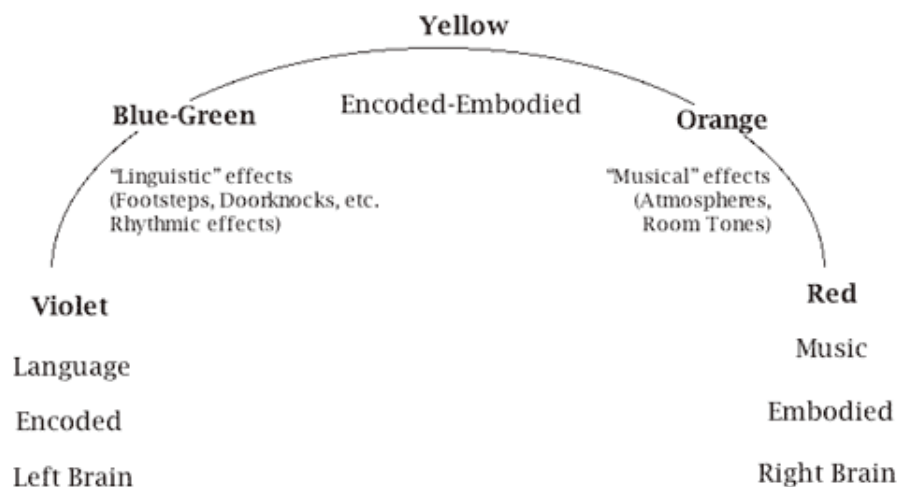 Yellow
Encoded-Embodied
Blue-Green
Orange
“Linguistic” effects
(Footsteps, Doorknocks, etc.
Rhythmic effects)
“Musical” effects
(Atmospheres,
Room Tones)
Violet
Language
Encoded
Left Brain
Red
Music
Embodied
Right Brain